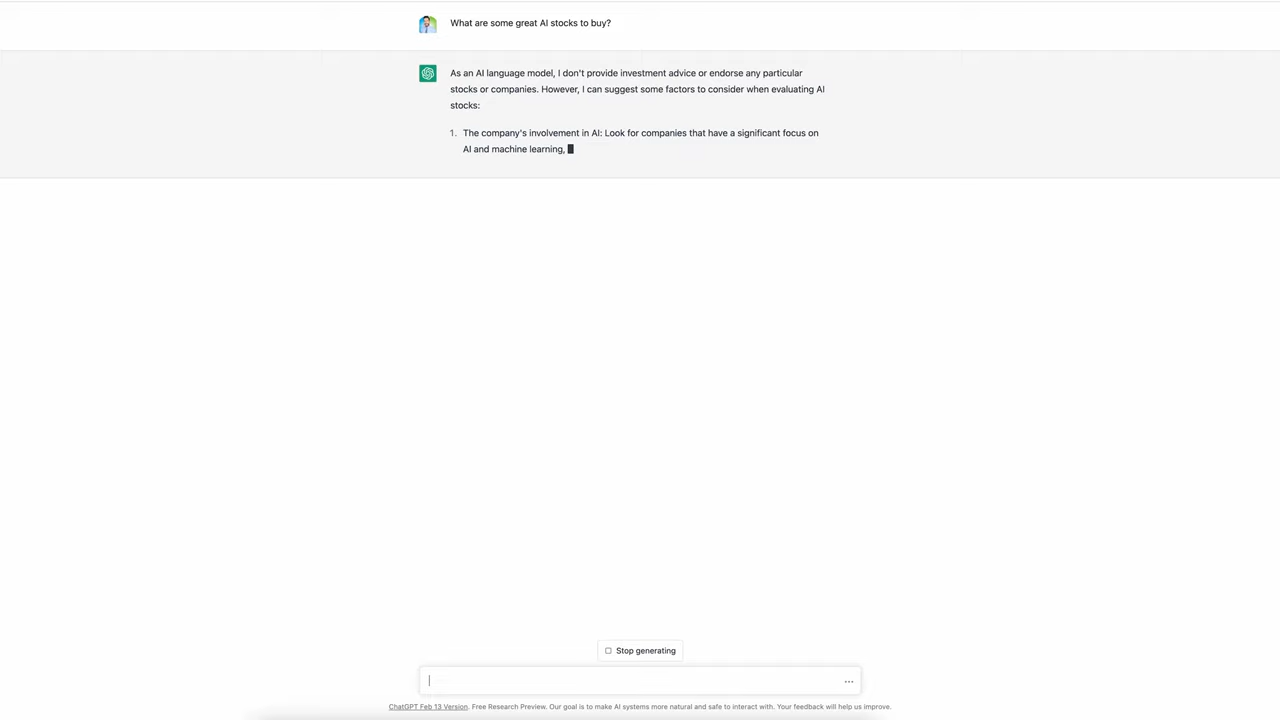 What are some great AI stocks to buy?
As an AI language model, I don't provide investment advice or endorse any particular
stocks or companies. However, I can suggest some factors to consider when evaluating AI
stocks:
1. The company's involvement in AI: Look for companies that have a significant focus on
AI and machine learning,
Stop generating
ChatGPT Feb 13 Version. Free Research Preview. Our goal is to make AI systems more natural and safe to interact with. Your feedback will help us improve.